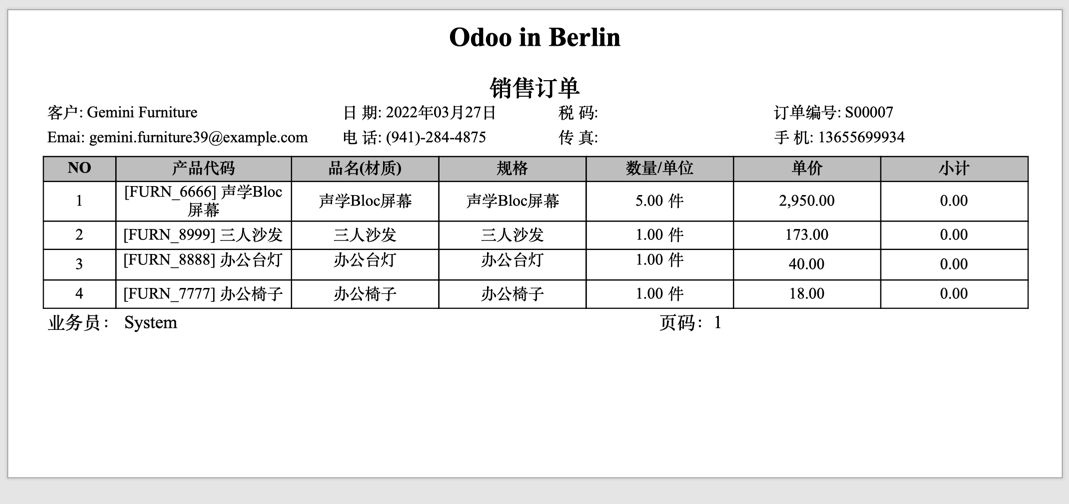 Odoo in Berlin
销售订单
客户: Gemini Furniture 日 期: 2022年03月27日 税 码: 订单编号: S00007
Emai: gemini.furniture39@example.com 电 话: (941)-284-4875 传 真: 手 机: 13655699934
NO 产品代码 品名(材质) 规格 数量/单位 单价 小计
1 [FURN_6666] 声学Bloc屏幕 声学Bloc屏幕 声学Bloc屏幕 5.00 件 2,950.00 0.00
2 [FURN_8999] 三人沙发 三人沙发 三人沙发 1.00 件 173.00 0.00
3 [FURN_8888] 办公台灯 办公台灯 办公台灯 1.00 件 40.00 0.00
4 [FURN_7777] 办公椅子 办公椅子 办公椅子 1.00 件 18.00 0.00
业务员： System 页码： 1